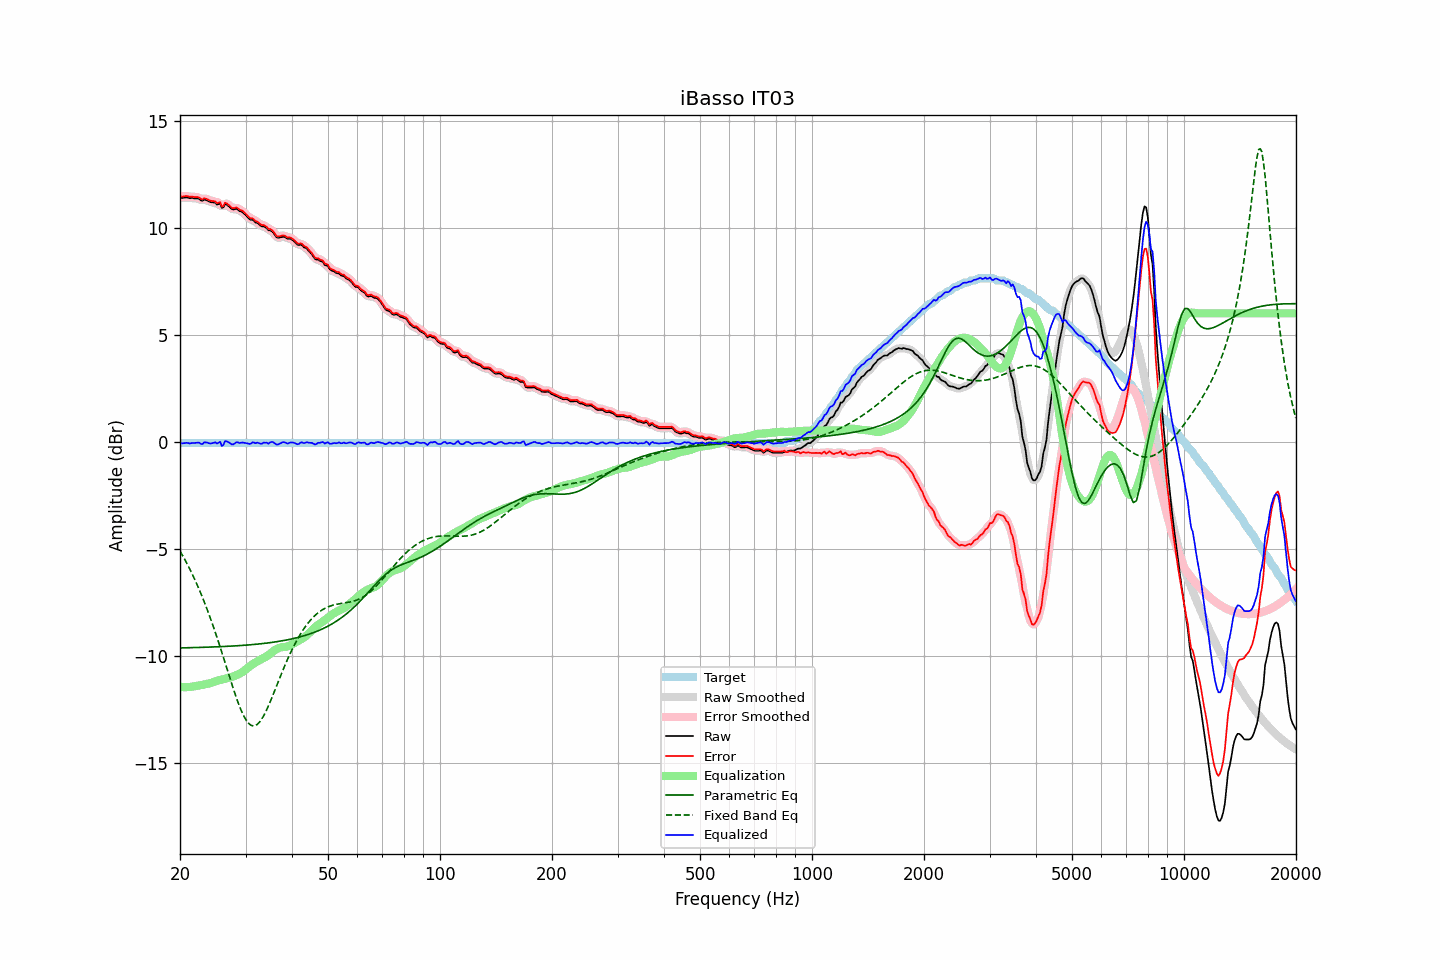 iBasso IT03
15
10
5
0
−5
−10
−15
Amplitude (dBr)
20
50
100
200
500
1000
2000
5000
10000
20000
Frequency (Hz)
Target
Raw Smoothed
Error Smoothed
Raw
Error
Equalization
Parametric Eq
Fixed Band Eq
Equalized